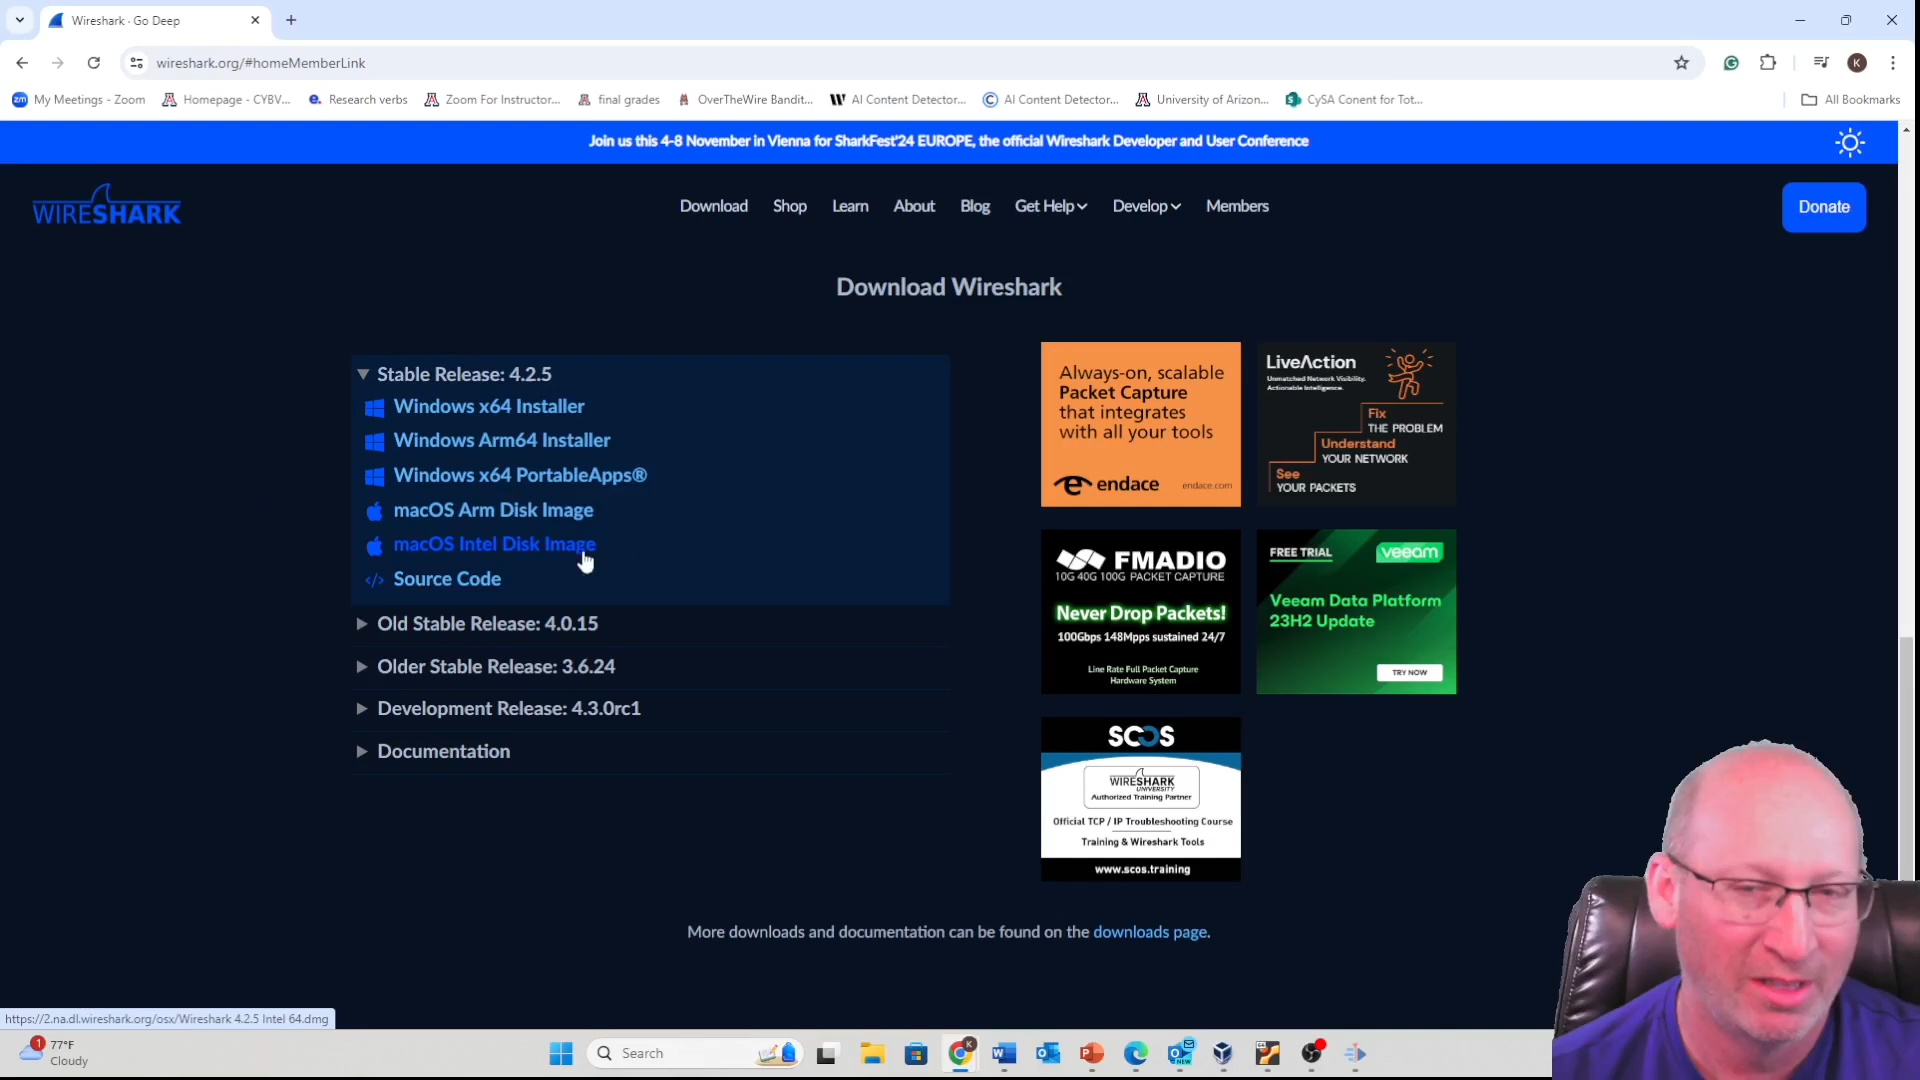 Wireshark · Go Deep
wireshark.org/#homeMemberLink
K
zm My Meetings - Zoom
Homepage - CYBV...
Research verbs
Zoom For Instructor...
final grades
OverTheWire Bandit...
AI Content Detector...
AI Content Detector...
University of Arizon...
CySA Conent for Tot...
All Bookmarks
Join us this 4-8 November in Vienna for SharkFest'24 EUROPE, the official Wireshark Developer and User Conference
WIRESHARK
Download
Shop
Learn
About
Blog
Get Help
Develop
Members
Donate
Download Wireshark
Stable Release: 4.2.5
Windows x64 Installer
Windows Arm64 Installer
Windows x64 PortableApps®
macOS Arm Disk Image
macOS Intel Disk Image
</> Source Code
Old Stable Release: 4.0.15
Older Stable Release: 3.6.24
Development Release: 4.3.0rc1
Documentation
Always-on, scalable
Packet Capture
that integrates
with all your tools
endace
endace.com
LiveAction
Unmatched Network Visibility.
Actionable Intelligence.
Fix
THE PROBLEM
Understand
YOUR NETWORK
See
YOUR PACKETS
FMADIO
10G 40G 100G PACKET CAPTURE
Never Drop Packets!
100Gbps 148Mpps sustained 24/7
Line Rate Full Packet Capture
Hardware System
FREE TRIAL
veeam
Veeam Data Platform
23H2 Update
TRY NOW
SCOS
WIRESHARK
UNIVERSITY
Authorized Training Partner
Official TCP / IP Troubleshooting Course
Training & Wireshark Tools
www.scos.training
More downloads and documentation can be found on the downloads page.
https://2.na.dl.wireshark.org/osx/Wireshark 4.2.5 Intel 64.dmg
1
77°F
Cloudy
Search
K
NEW